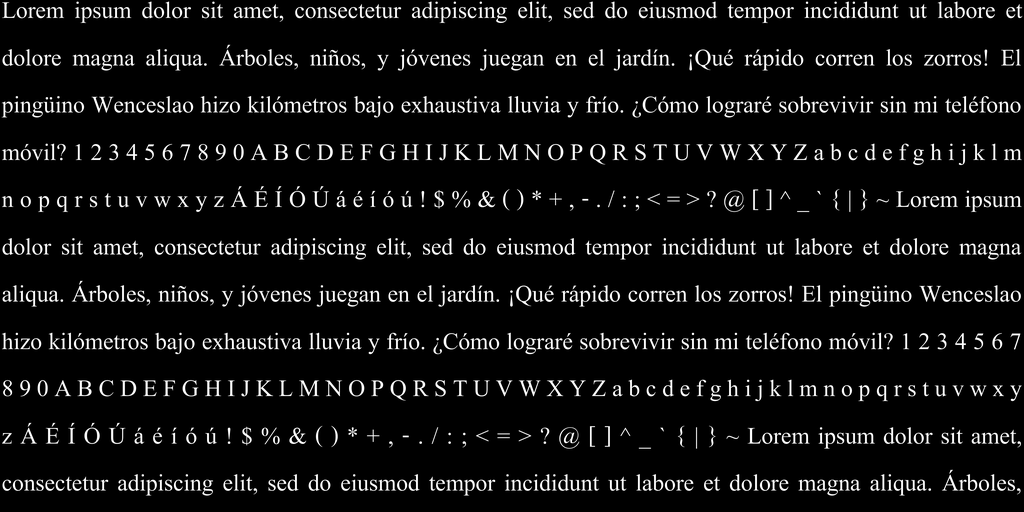 Lorem ipsum dolor sit amet, consectetur adipiscing elit, sed do eiusmod tempor incididunt ut labore et
dolore magna aliqua. Árboles, niños, y jóvenes juegan en el jardín. ¡Qué rápido corren los zorros! El
pingüino Wenceslao hizo kilómetros bajo exhaustiva lluvia y frío. ¿Cómo lograré sobrevivir sin mi teléfono
móvil? 1 2 3 4 5 6 7 8 9 0 A B C D E F G H I J K L M N O P Q R S T U V W X Y Z a b c d e f g h i j k l m
n o p q r s t u v w x y z Á É Í Ó Ú á é í ó ú ! $ % & ( ) * + , - . / : ; < = > ? @ [ ] ^ _ ` { | } ~ Lorem ipsum
dolor sit amet, consectetur adipiscing elit, sed do eiusmod tempor incididunt ut labore et dolore magna
aliqua. Árboles, niños, y jóvenes juegan en el jardín. ¡Qué rápido corren los zorros! El pingüino Wenceslao
hizo kilómetros bajo exhaustiva lluvia y frío. ¿Cómo lograré sobrevivir sin mi teléfono móvil? 1 2 3 4 5 6 7
8 9 0 A B C D E F G H I J K L M N O P Q R S T U V W X Y Z a b c d e f g h i j k l m n o p q r s t u v w x y
z Á É Í Ó Ú á é í ó ú ! $ % & ( ) * + , - . / : ; < = > ? @ [ ] ^ _ ` { | } ~ Lorem ipsum dolor sit amet,
consectetur adipiscing elit, sed do eiusmod tempor incididunt ut labore et dolore magna aliqua. Árboles,